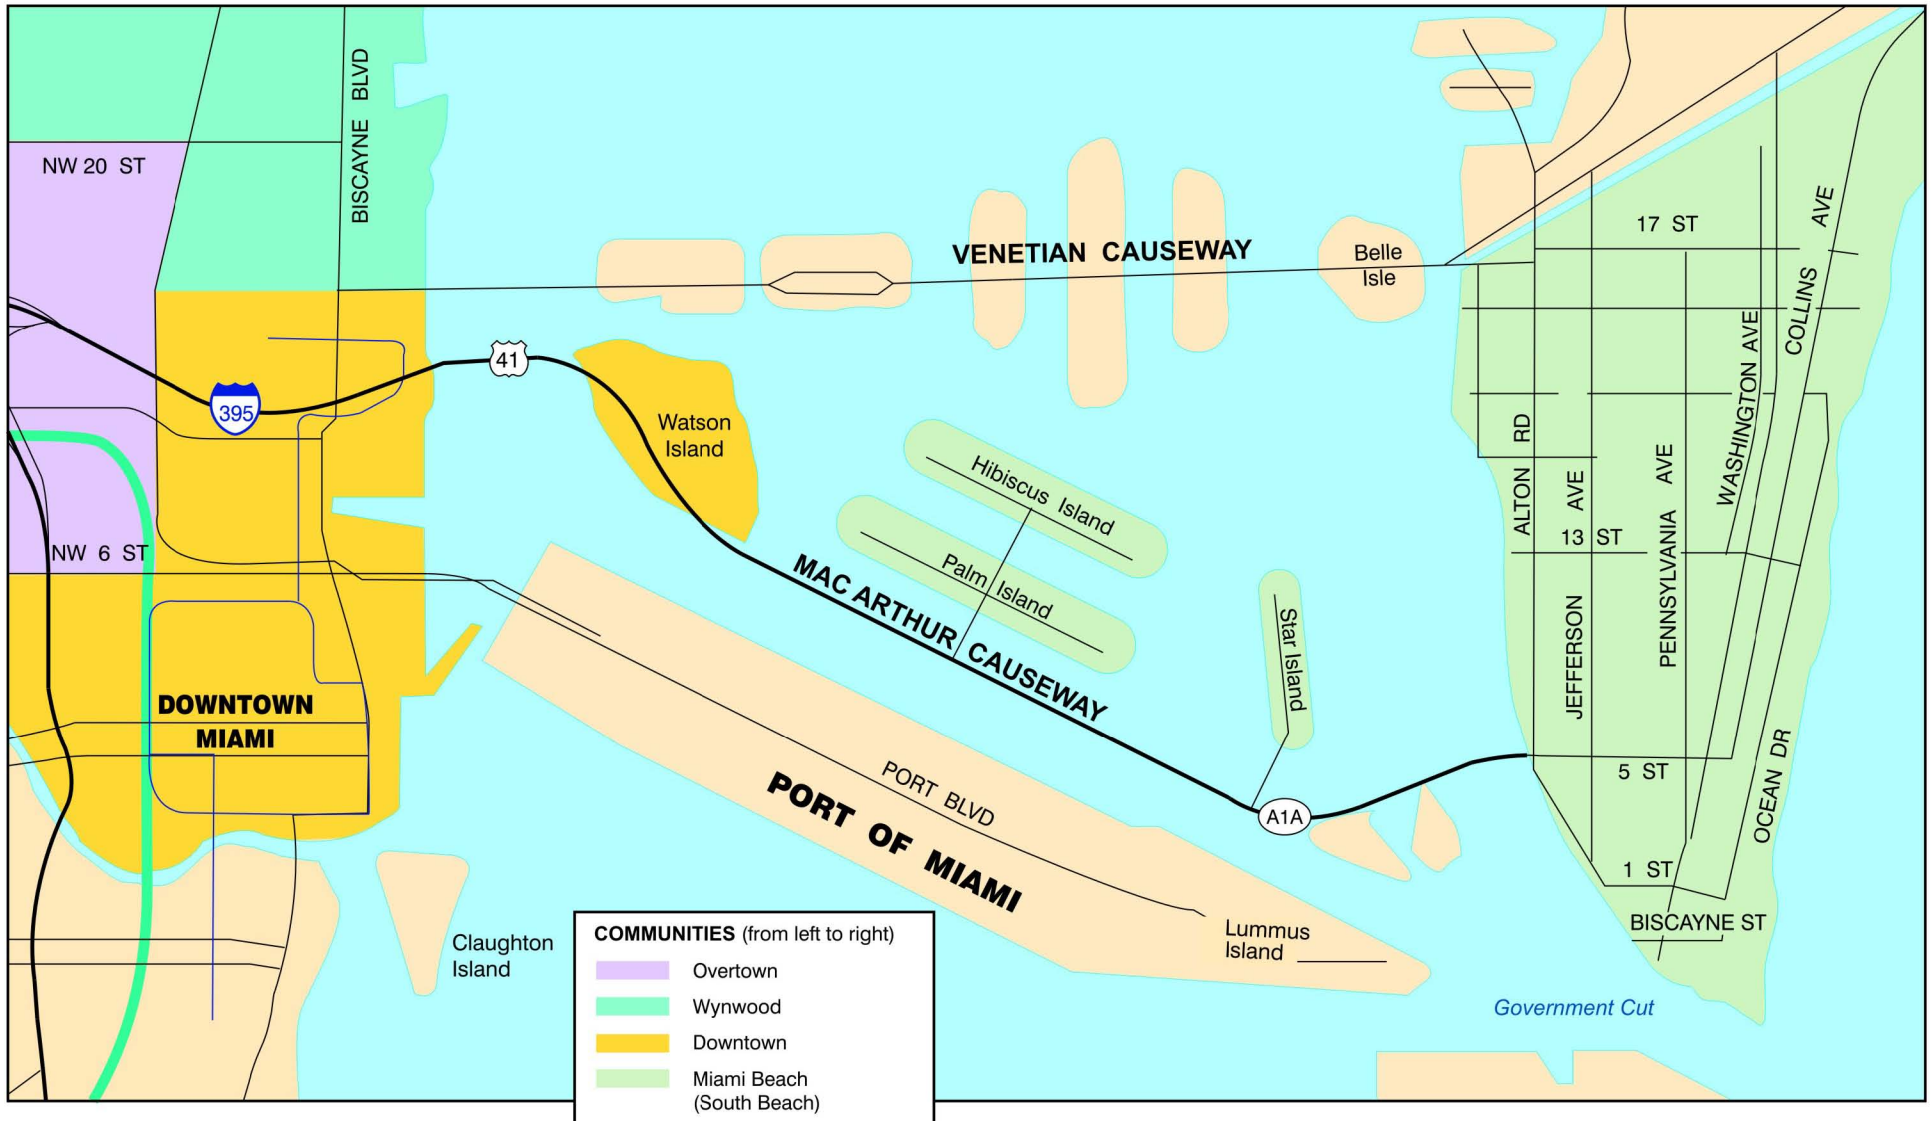 BISCAYNE BLVD
NW 20 ST
VENETIAN CAUSEWAY
Belle
Isle
17 ST
COLLINS AVE
WASHINGTON AVE
41
395
Watson
Island
Hibiscus Island
Palm Island
Star Island
ALTON RD
JEFFERSON AVE
PENNSYLVANIA AVE
13 ST
NW 6 ST
MAC ARTHUR CAUSEWAY
DOWNTOWN
MIAMI
PORT BLVD
PORT OF MIAMI
A1A
5 ST
OCEAN DR
1 ST
BISCAYNE ST
Lummus
Island
Claughton
Island
Government Cut
COMMUNITIES (from left to right)
Overtown
Wynwood
Downtown
Miami Beach
(South Beach)